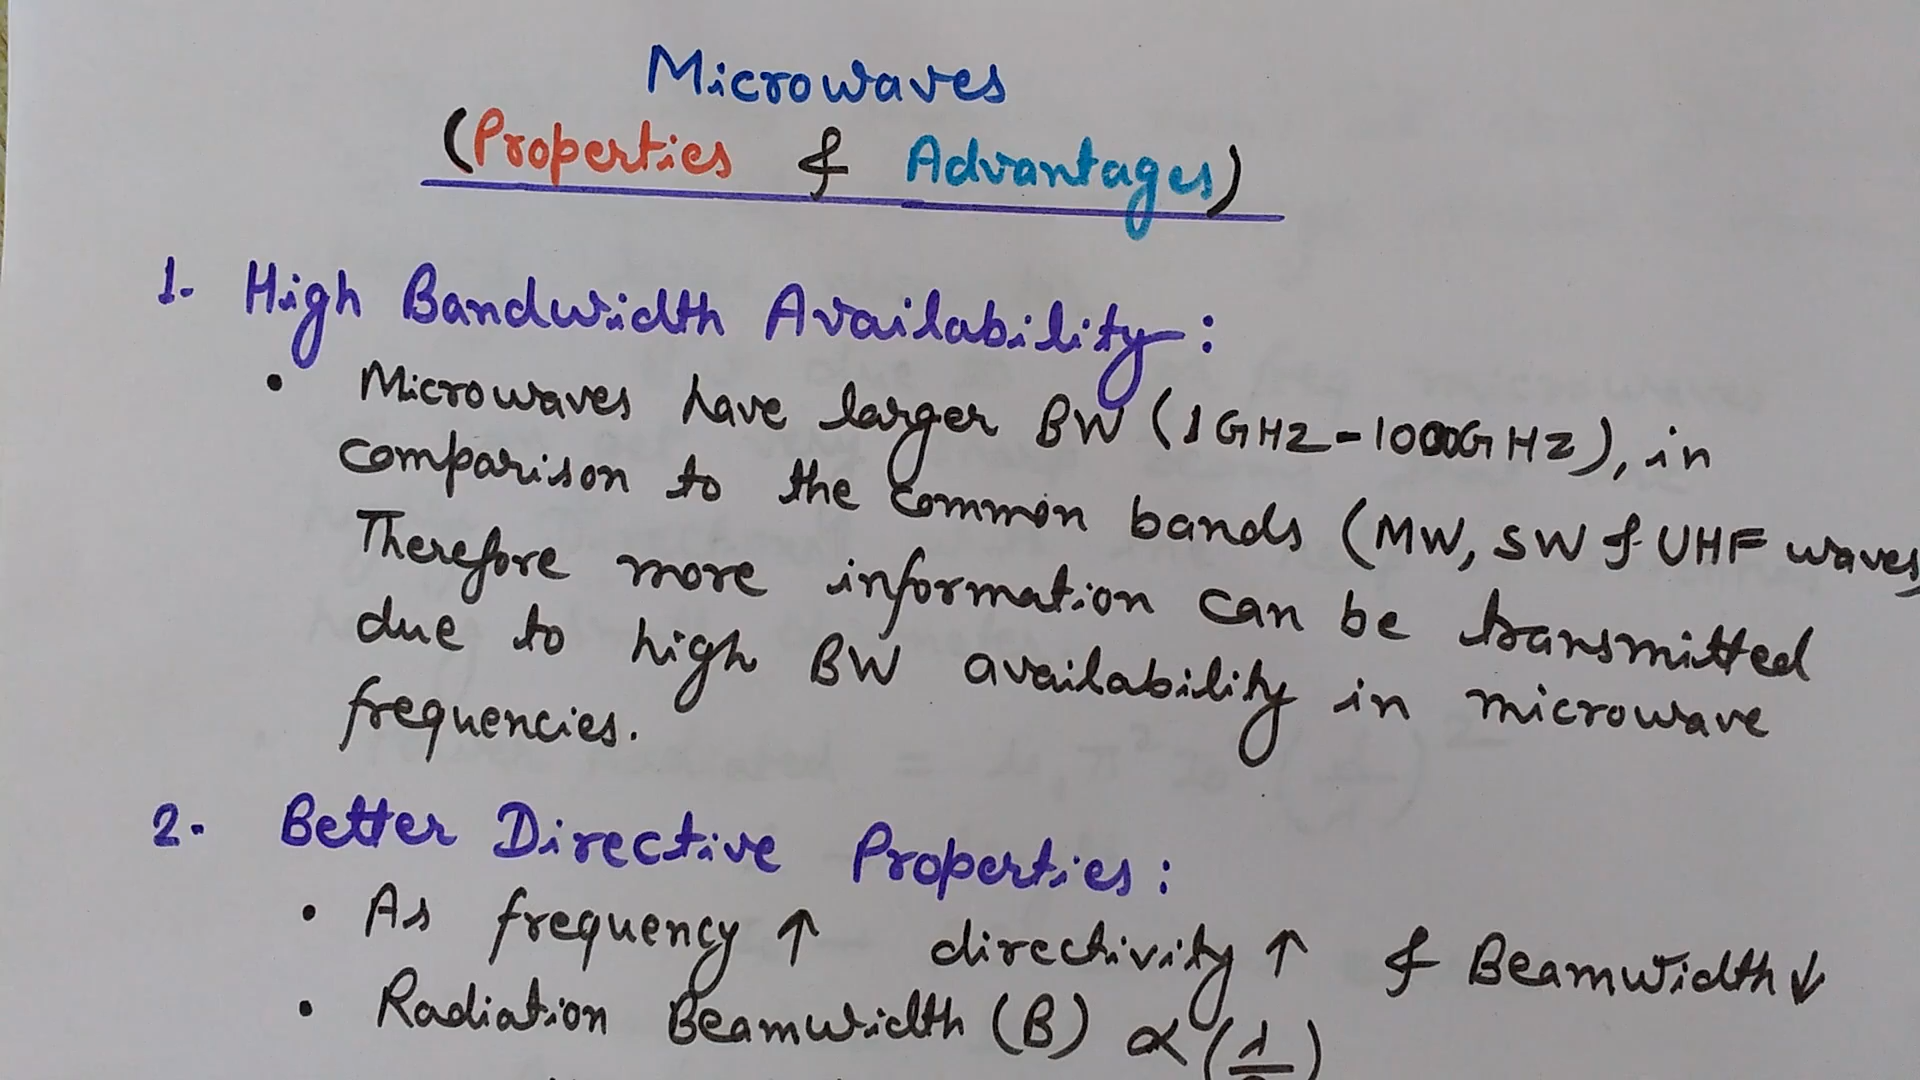 Microwaves
(Properties & Advantages)
1. High Bandwidth Availability:
• Microwaves have larger BW (1GHZ-1000GHZ), in
comparison to the common bands (MW, SW & UHF waves
Therefore more information can be transmitted
due to high BW availability in microwave
frequencies.
2. Better Directive Properties:
• As frequency ↑ directivity ↑ & Beamwidth ↓
• Radiation Beamwidth (B) ∝ (λ